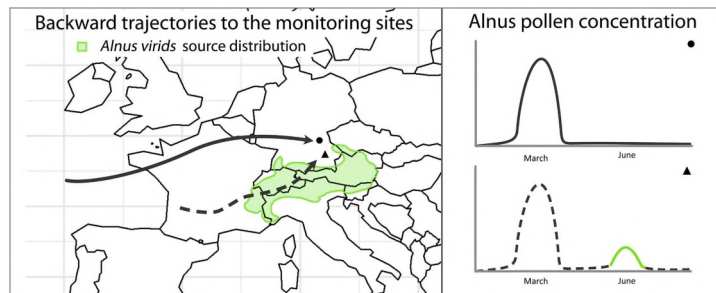 Backward trajectories to the monitoring sites
Alnus virids source distribution
Alnus pollen concentration
March
June
March
June